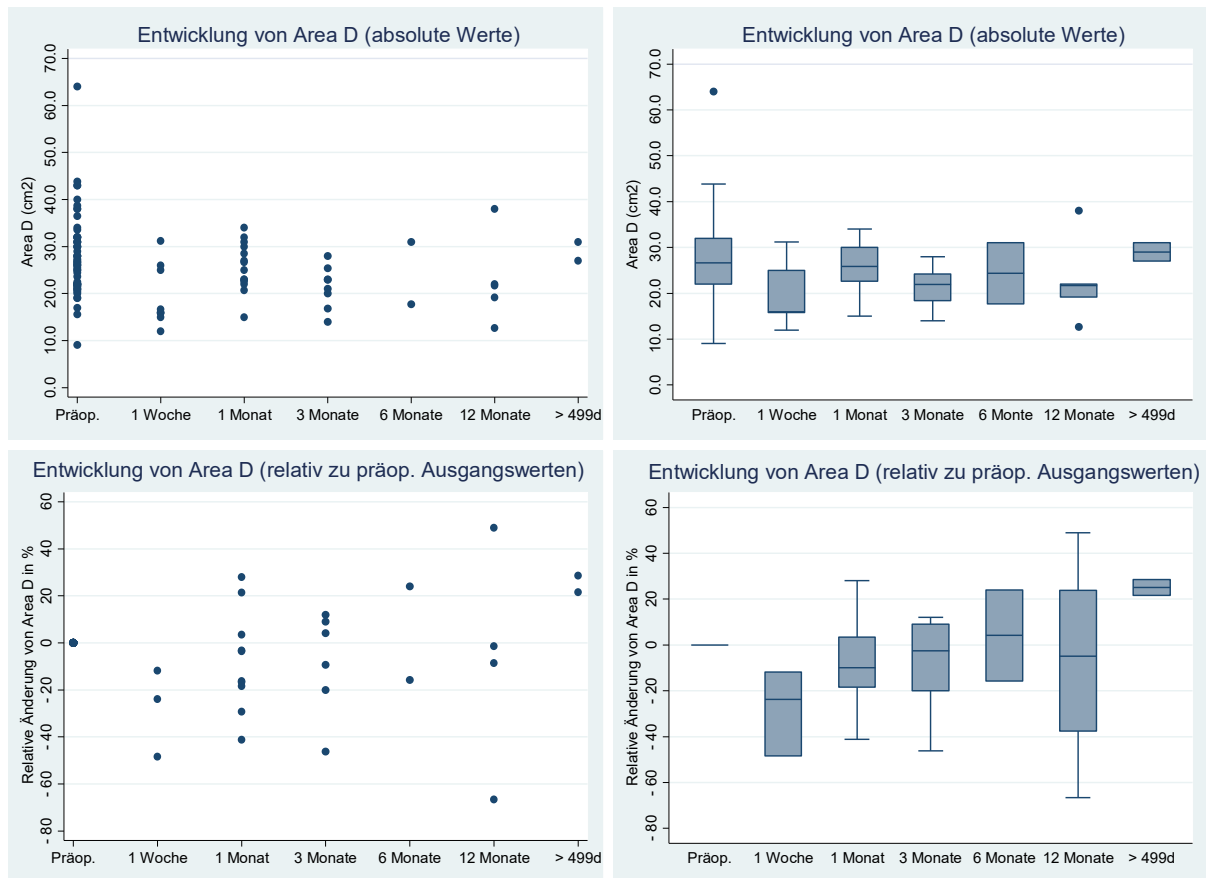 Entwicklung von Area D (absolute Werte)
Area D (cm2)
70.0
60.0
50.0
40.0
30.0
20.0
10.0
0.0
Präop. 1 Woche 1 Monat 3 Monate 6 Monate 12 Monate > 499d
Entwicklung von Area D (absolute Werte)
Area D (cm2)
70.0
60.0
50.0
40.0
30.0
20.0
10.0
0.0
Präop. 1 Woche 1 Monat 3 Monate 6 Monte 12 Monate > 499d
Entwicklung von Area D (relativ zu präop. Ausgangswerten)
Relative Änderung von Area D in %
60
40
20
0
- 20
- 40
- 60
- 80
Präop. 1 Woche 1 Monat 3 Monate 6 Monate 12 Monate > 499d
Entwicklung von Area D (relativ zu präop. Ausgangswerten)
Relative Änderung von Area D in %
60
40
20
0
- 20
- 40
- 60
- 80
Präop. 1 Woche 1 Monat 3 Monate 6 Monate 12 Monate > 499d